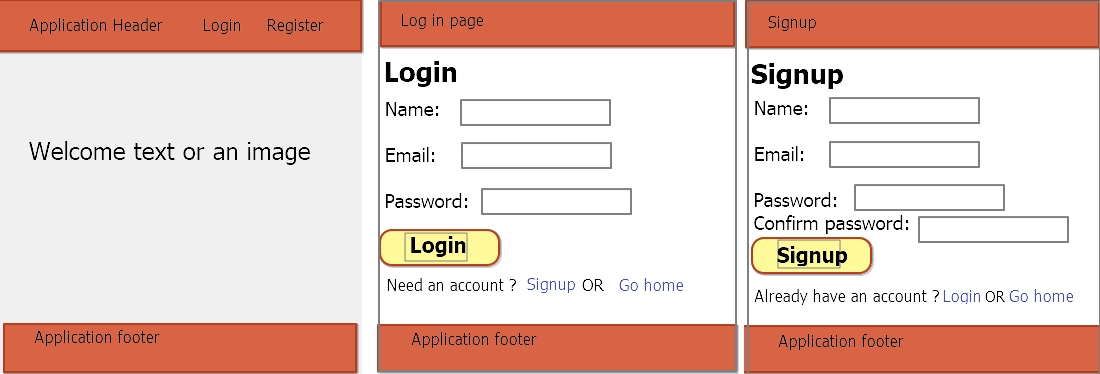 Application Header Login Register
Welcome text or an image
Application footer
Log in page
Login
Name:
Email:
Password:
Login
Need an account ? Signup OR Go home
Application footer
Signup
Signup
Name:
Email:
Password:
Confirm password:
Signup
Already have an account ? Login OR Go home
Application footer